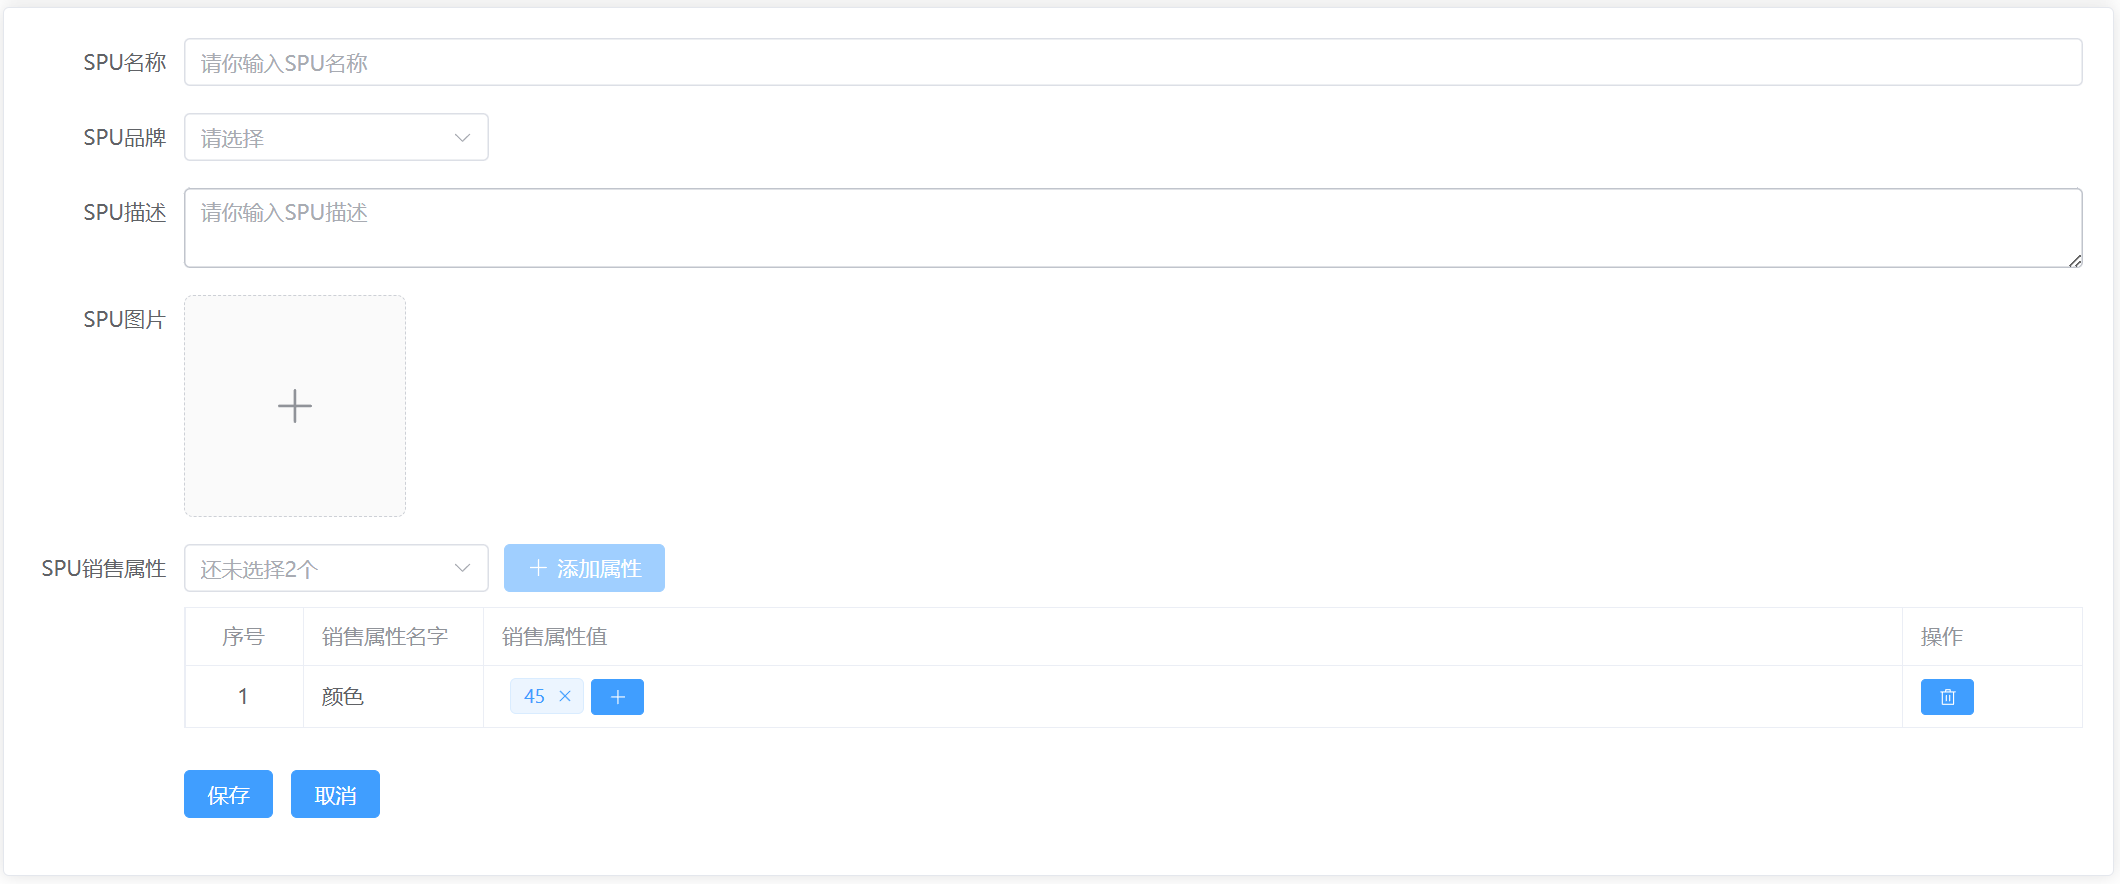 SPU名称 请你输入SPU名称
SPU品牌 请选择
SPU描述 请你输入SPU描述
SPU图片
SPU销售属性 还未选择2个 添加属性
序号 销售属性名字 销售属性值 操作
1 颜色 45
保存 取消